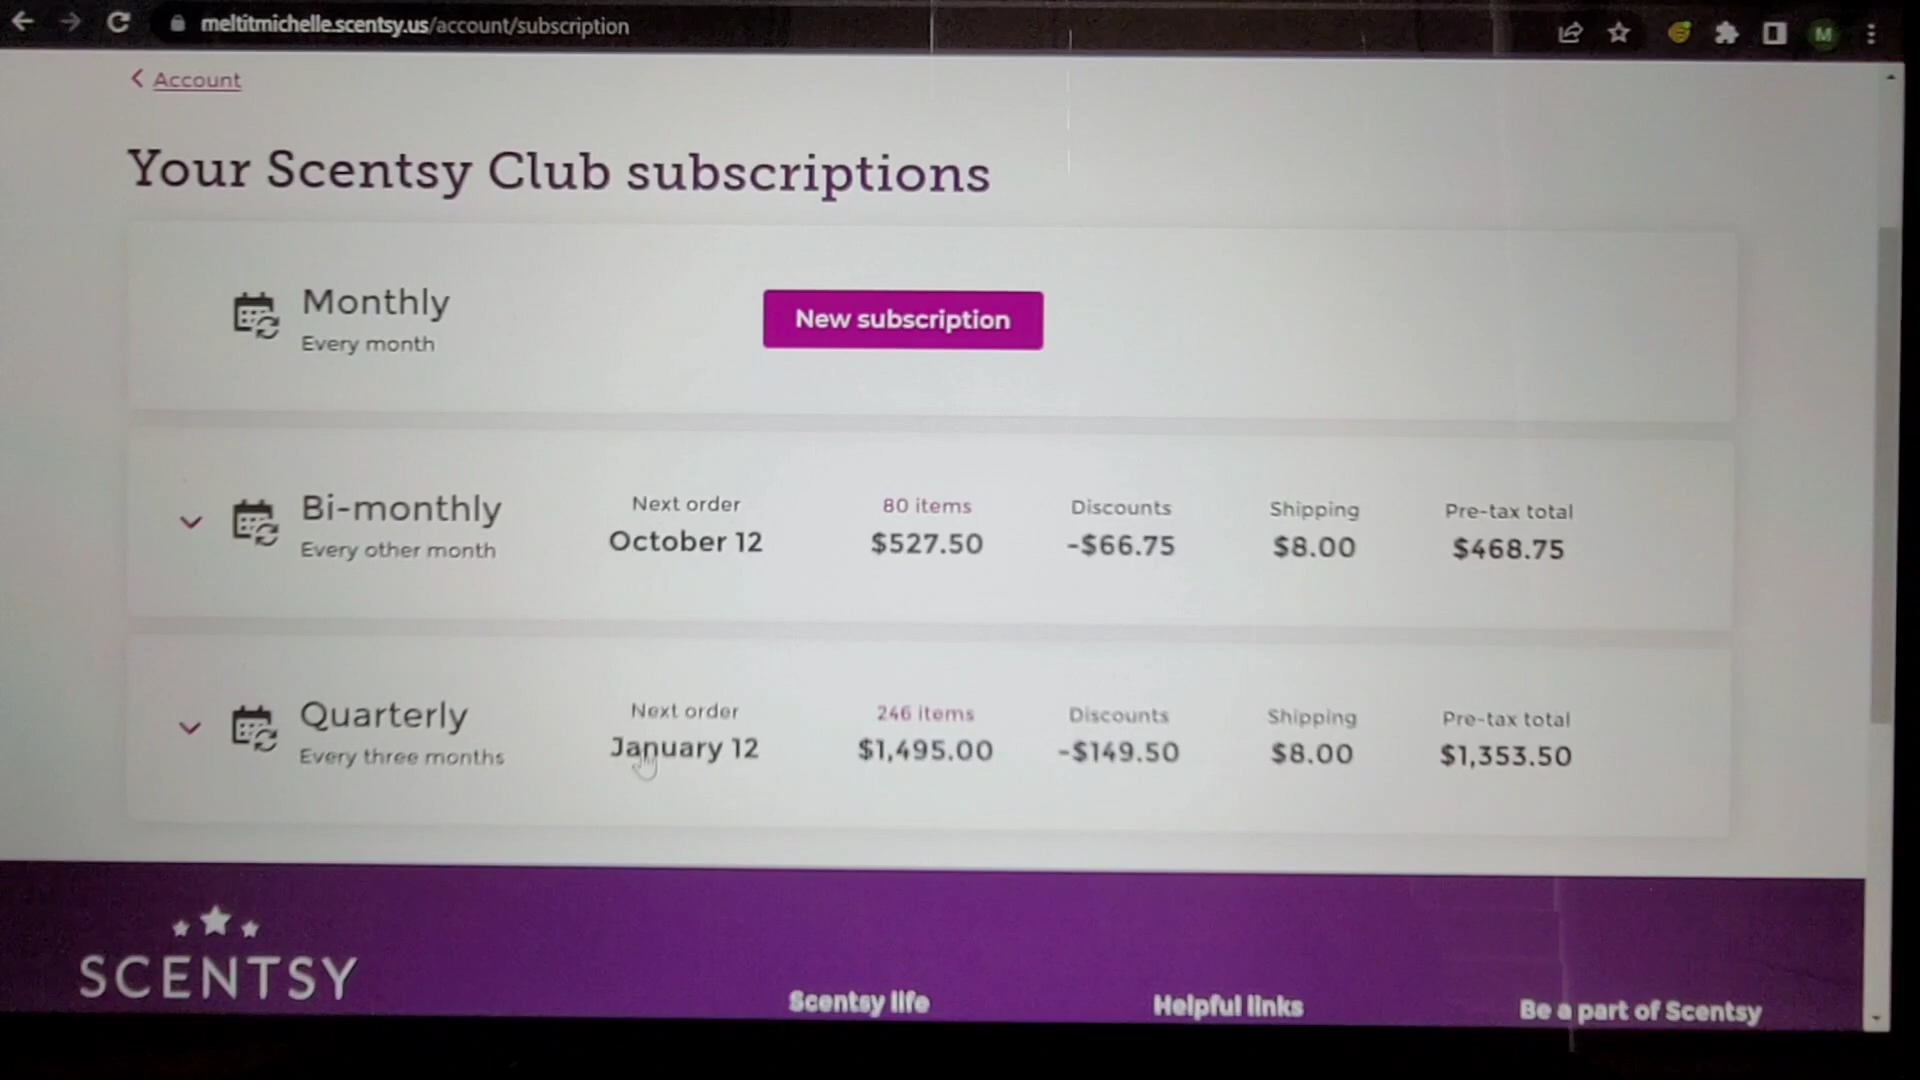 meltitmichelle.scentsy.us/account/subscription
M
Account
Your Scentsy Club subscriptions
Monthly
Every month
New subscription
Bi-monthly
Every other month
Next order
October 12
80 items
$527.50
Discounts
-$66.75
Shipping
$8.00
Pre-tax total
$468.75
Quarterly
Every three months
Next order
January 12
246 items
$1,495.00
Discounts
-$149.50
Shipping
$8.00
Pre-tax total
$1,353.50
SCENTSY
Scentsy life
Helpful links
Be a part of Scentsy